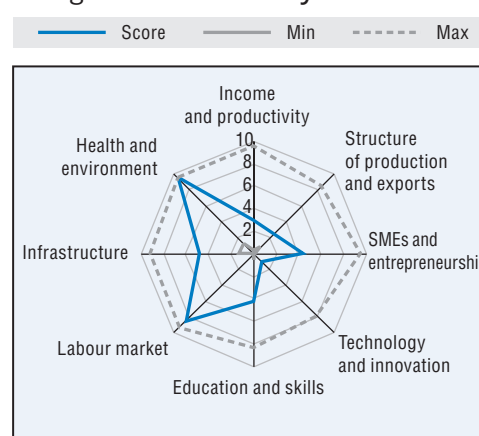 Score Min Max
Income
and productivity
Health and
environment
Structure
of production
and exports
10
8
6
4
2
Infrastructure
SMEs and
entrepreneurshi
Labour market
Technology
and innovation
Education and skills